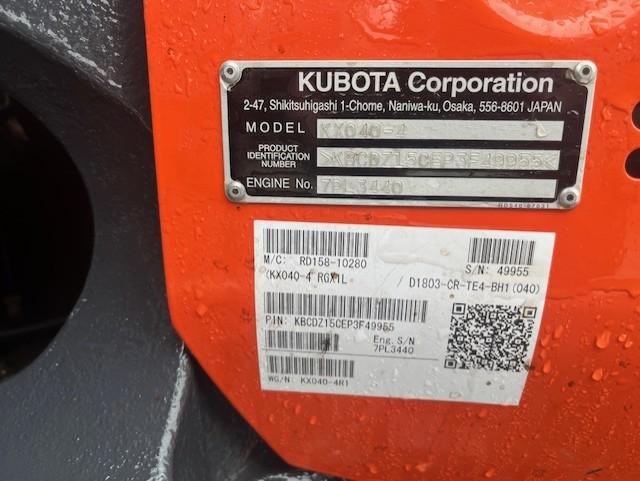 KUBOTA Corporation
2-47, Shikitsuhigashi 1-Chome, Naniwa-ku, Osaka, 556-8601 JAPAN
MODEL KX040-4
PRODUCT
IDENTIFICATION
NUMBER >KBCDZ15CEP3F49955<
ENGINE No. 7PL3440
M/C: RD158-10280 S/N: 49955
(KX040-4 RGX1L / D1803-CR-TE4-BH1(040)
PIN: KBCDZ15CEP3F49955
Eng.S/N
7PL3440
WG/N: KX040-4R1